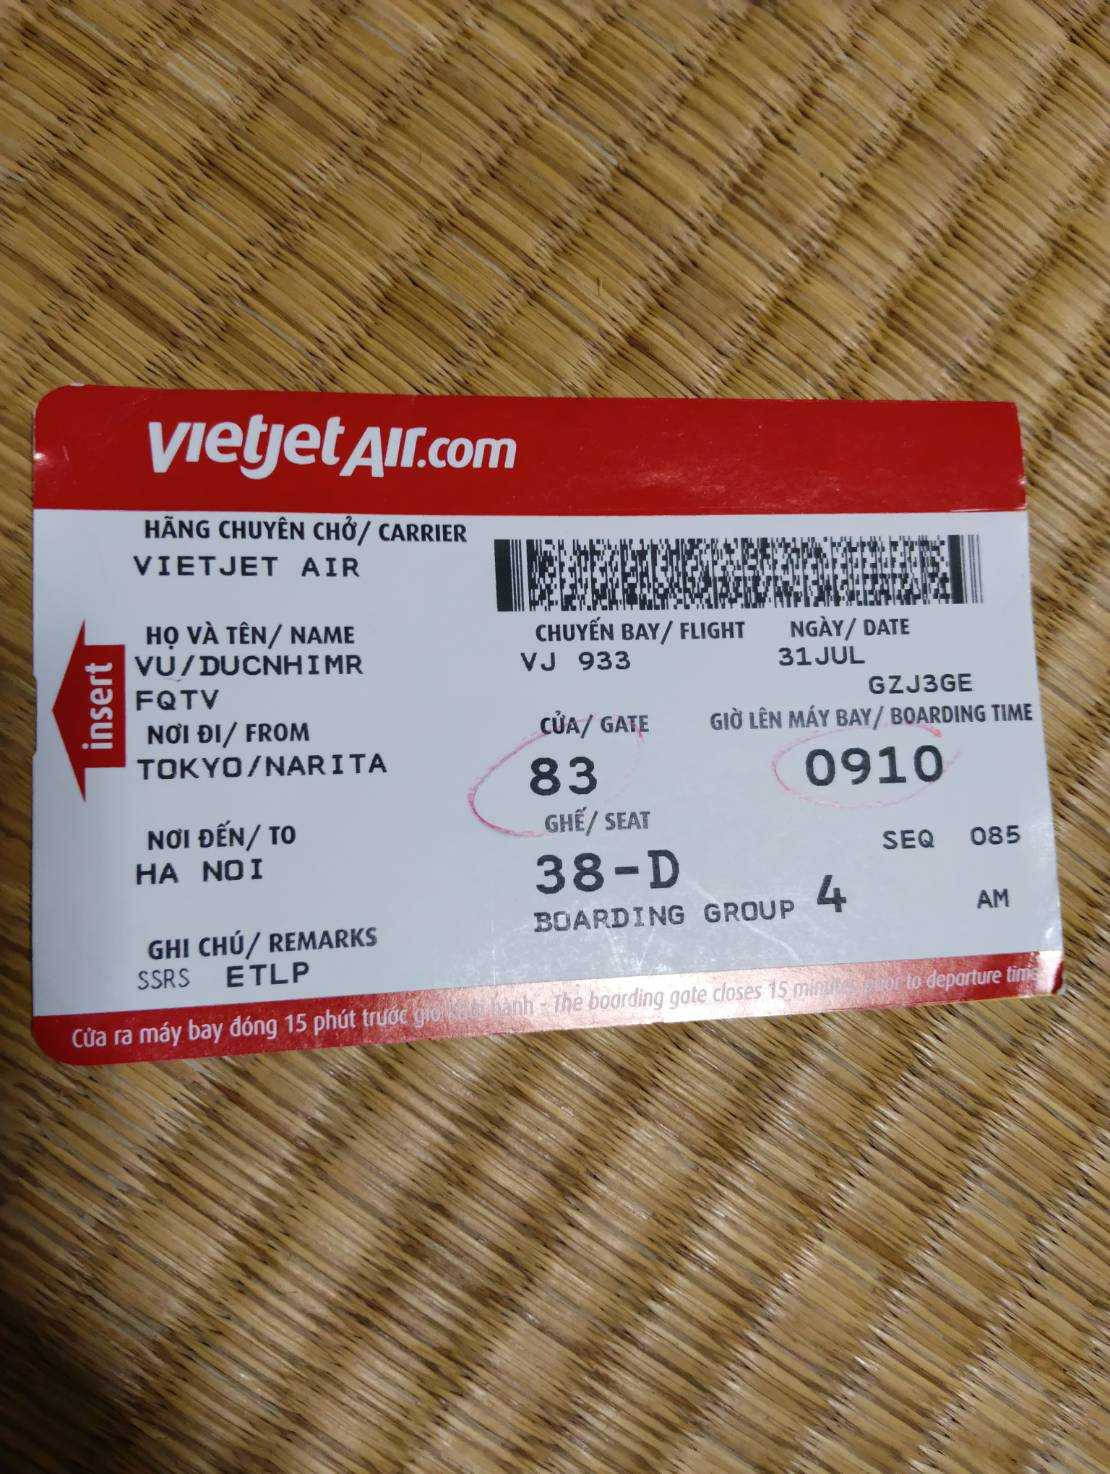 vietjetAir.com
HÃNG CHUYÊN CHỞ/ CARRIER
VIETJET AIR
HỌ VÀ TÊN/ NAME
VU/DUCNHIMR
FQTV
CHUYẾN BAY/ FLIGHT
VJ 933
NGÀY/ DATE
31JUL
GZJ3GE
NƠI ĐI/ FROM
TOKYO/NARITA
CỬA/ GATE
83
GIỜ LÊN MÁY BAY/ BOARDING TIME
0910
NƠI ĐẾN/ TO
HA NOI
GHẾ/ SEAT
38-D
SEQ 085
BOARDING GROUP 4
AM
GHI CHÚ/ REMARKS
SSRS ETLP
Cửa ra máy bay đóng 15 phút trước giờ khởi hành - The boarding gate closes 15 minutes prior to departure time
insert